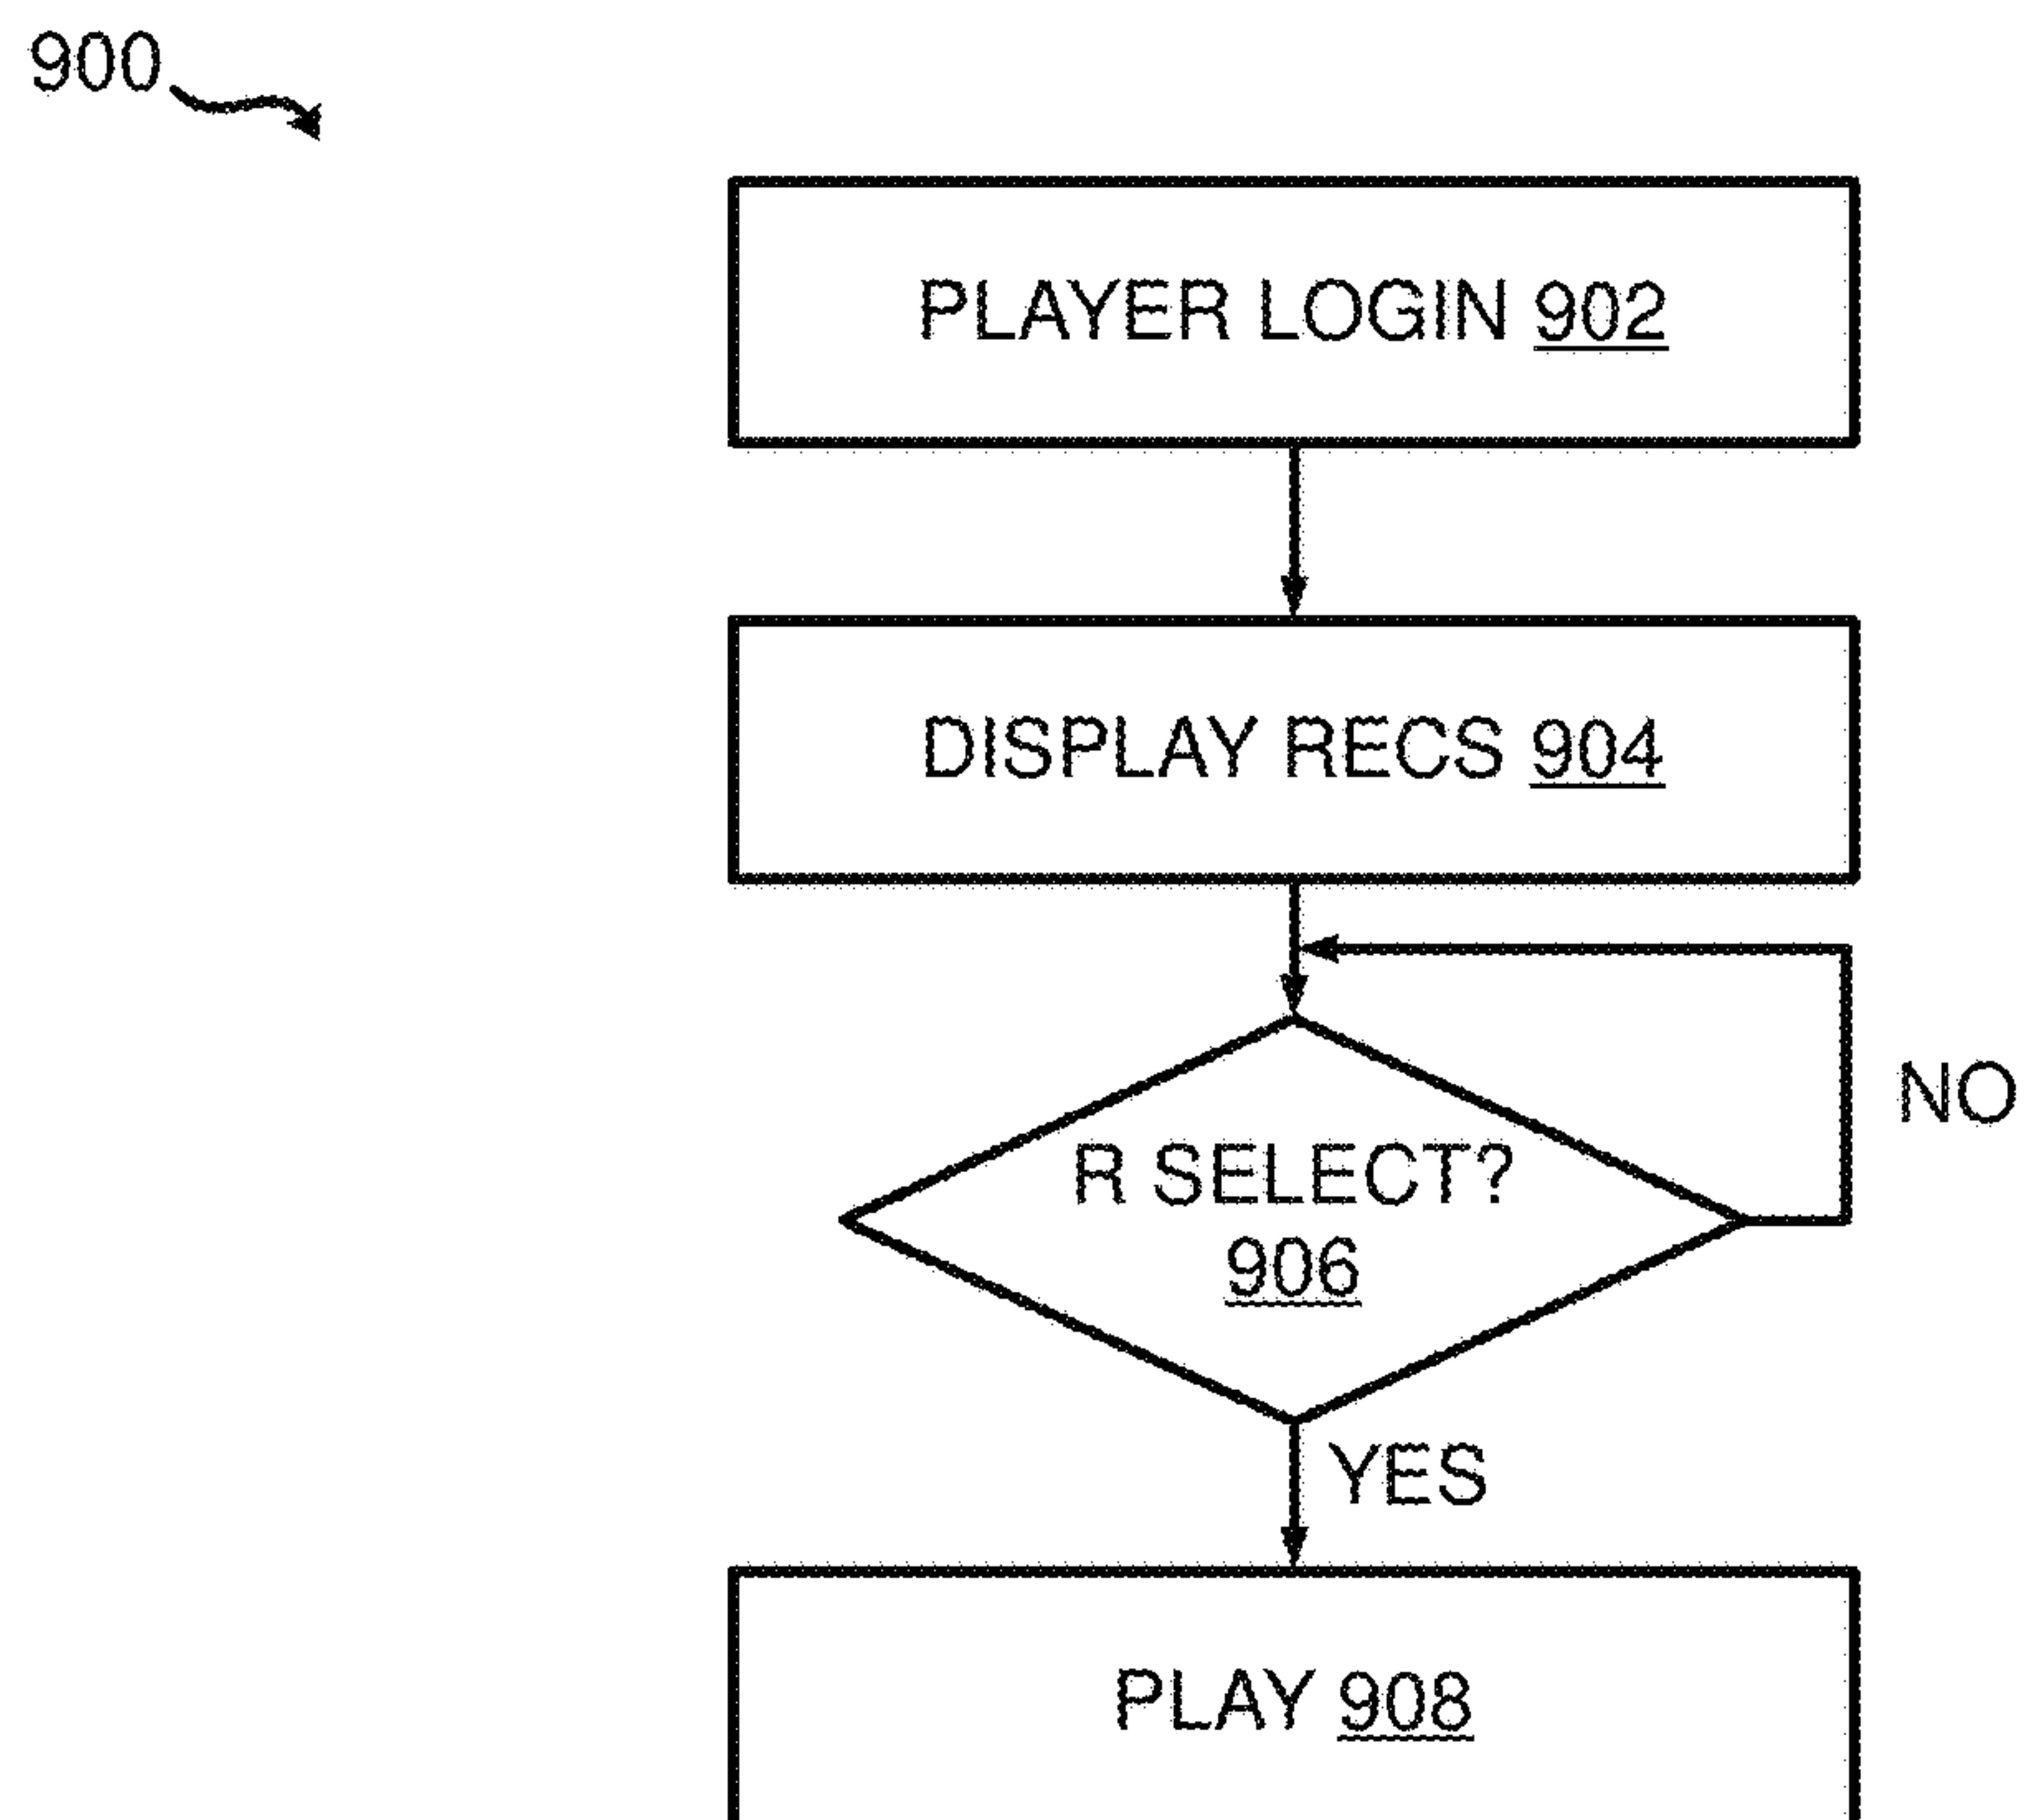 900
PLAYER LOGIN 902
DISPLAY RECS 904
NO
R SELECT?
906
YES
PLAY 908